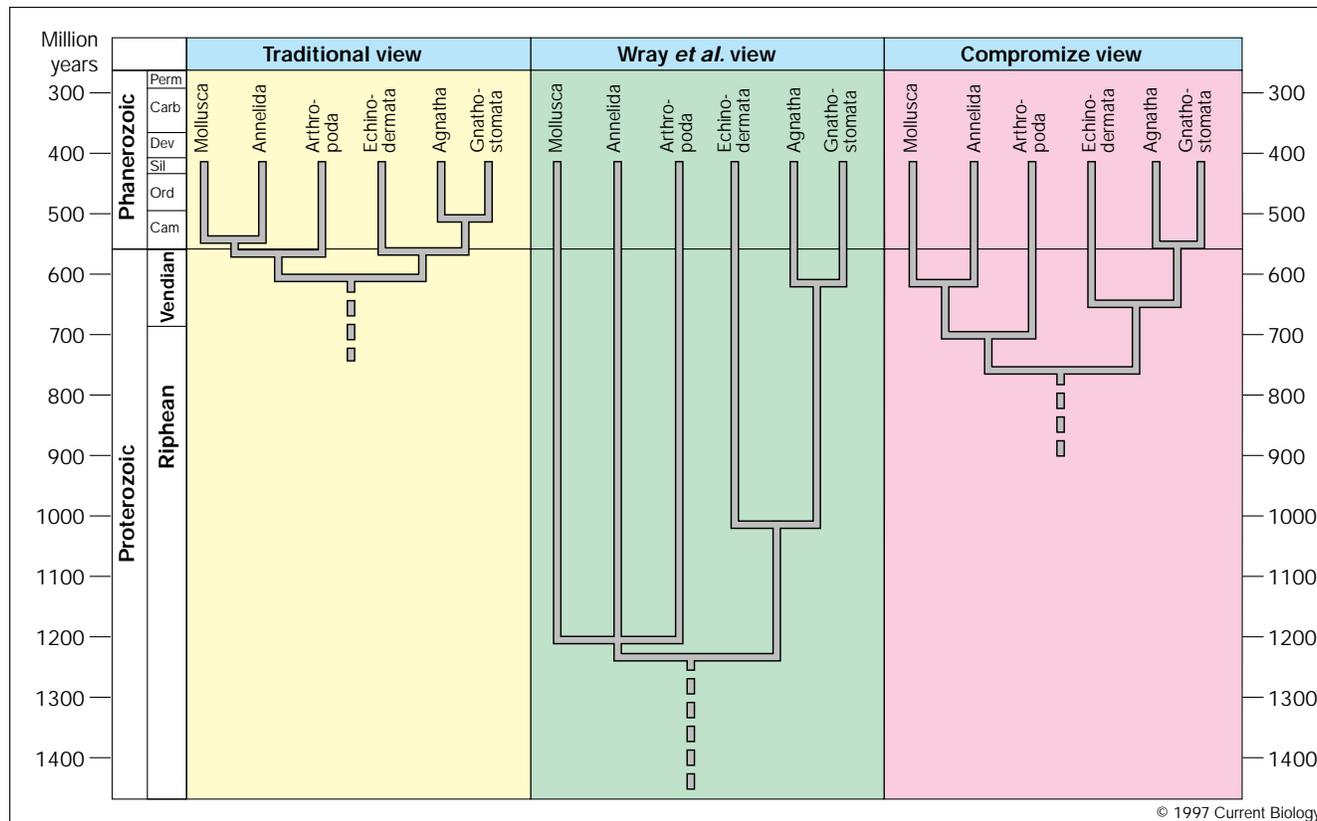 Million
years
Traditional view
Wray et al. view
Compromize view
300
400
500
600
700
800
900
1000
1100
1200
1300
1400
Phanerozoic
Proterozoic
Perm
Carb
Dev
Sil
Ord
Cam
Vendian
Riphean
Mollusca
Annelida
Arthro-
poda
Echino-
dermata
Agnatha
Gnatho-
stomata
Mollusca
Annelida
Arthro-
poda
Echino-
dermata
Agnatha
Gnatho-
stomata
Mollusca
Annelida
Arthro-
poda
Echino-
dermata
Agnatha
Gnatho-
stomata
300
400
500
600
700
800
900
1000
1100
1200
1300
1400
© 1997 Current Biology